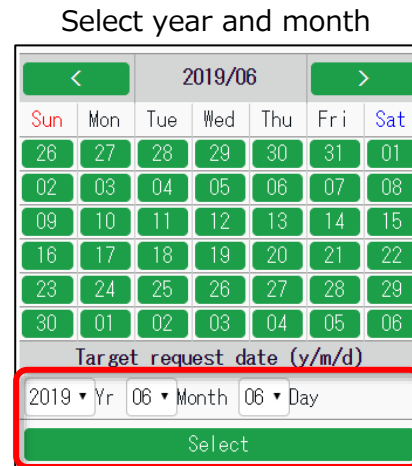 Select year and month
< 2019/06 >
Sun Mon Tue Wed Thu Fri Sat
26 27 28 29 30 31 01
02 03 04 05 06 07 08
09 10 11 12 13 14 15
16 17 18 19 20 21 22
23 24 25 26 27 28 29
30 01 02 03 04 05 06
Target request date (y/m/d)
2019 ▼ Yr 06 ▼ Month 06 ▼ Day
Select